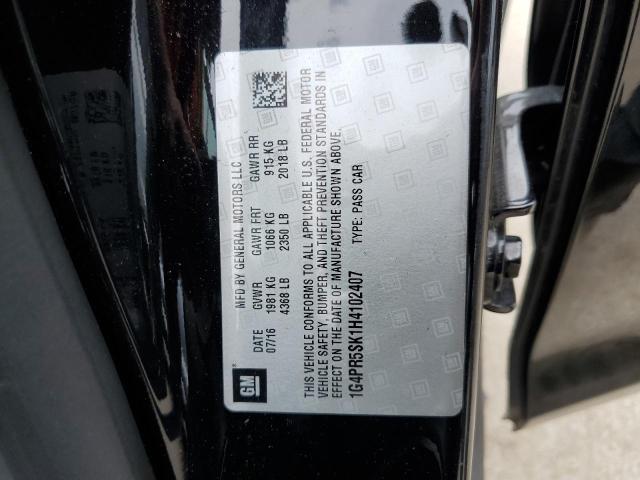 MFD BY GENERAL MOTORS LLC
DATE GVWR GAWR FRT GAWR RR
07/16 1981 KG 1066 KG 915 KG
4368 LB 2350 LB 2018 LB
THIS VEHICLE CONFORMS TO ALL APPLICABLE U.S. FEDERAL MOTOR
VEHICLE SAFETY, BUMPER, AND THEFT PREVENTION STANDARDS IN
EFFECT ON THE DATE OF MANUFACTURE SHOWN ABOVE.
1G4PR5SK1H4102407 TYPE: PASS CAR
GM